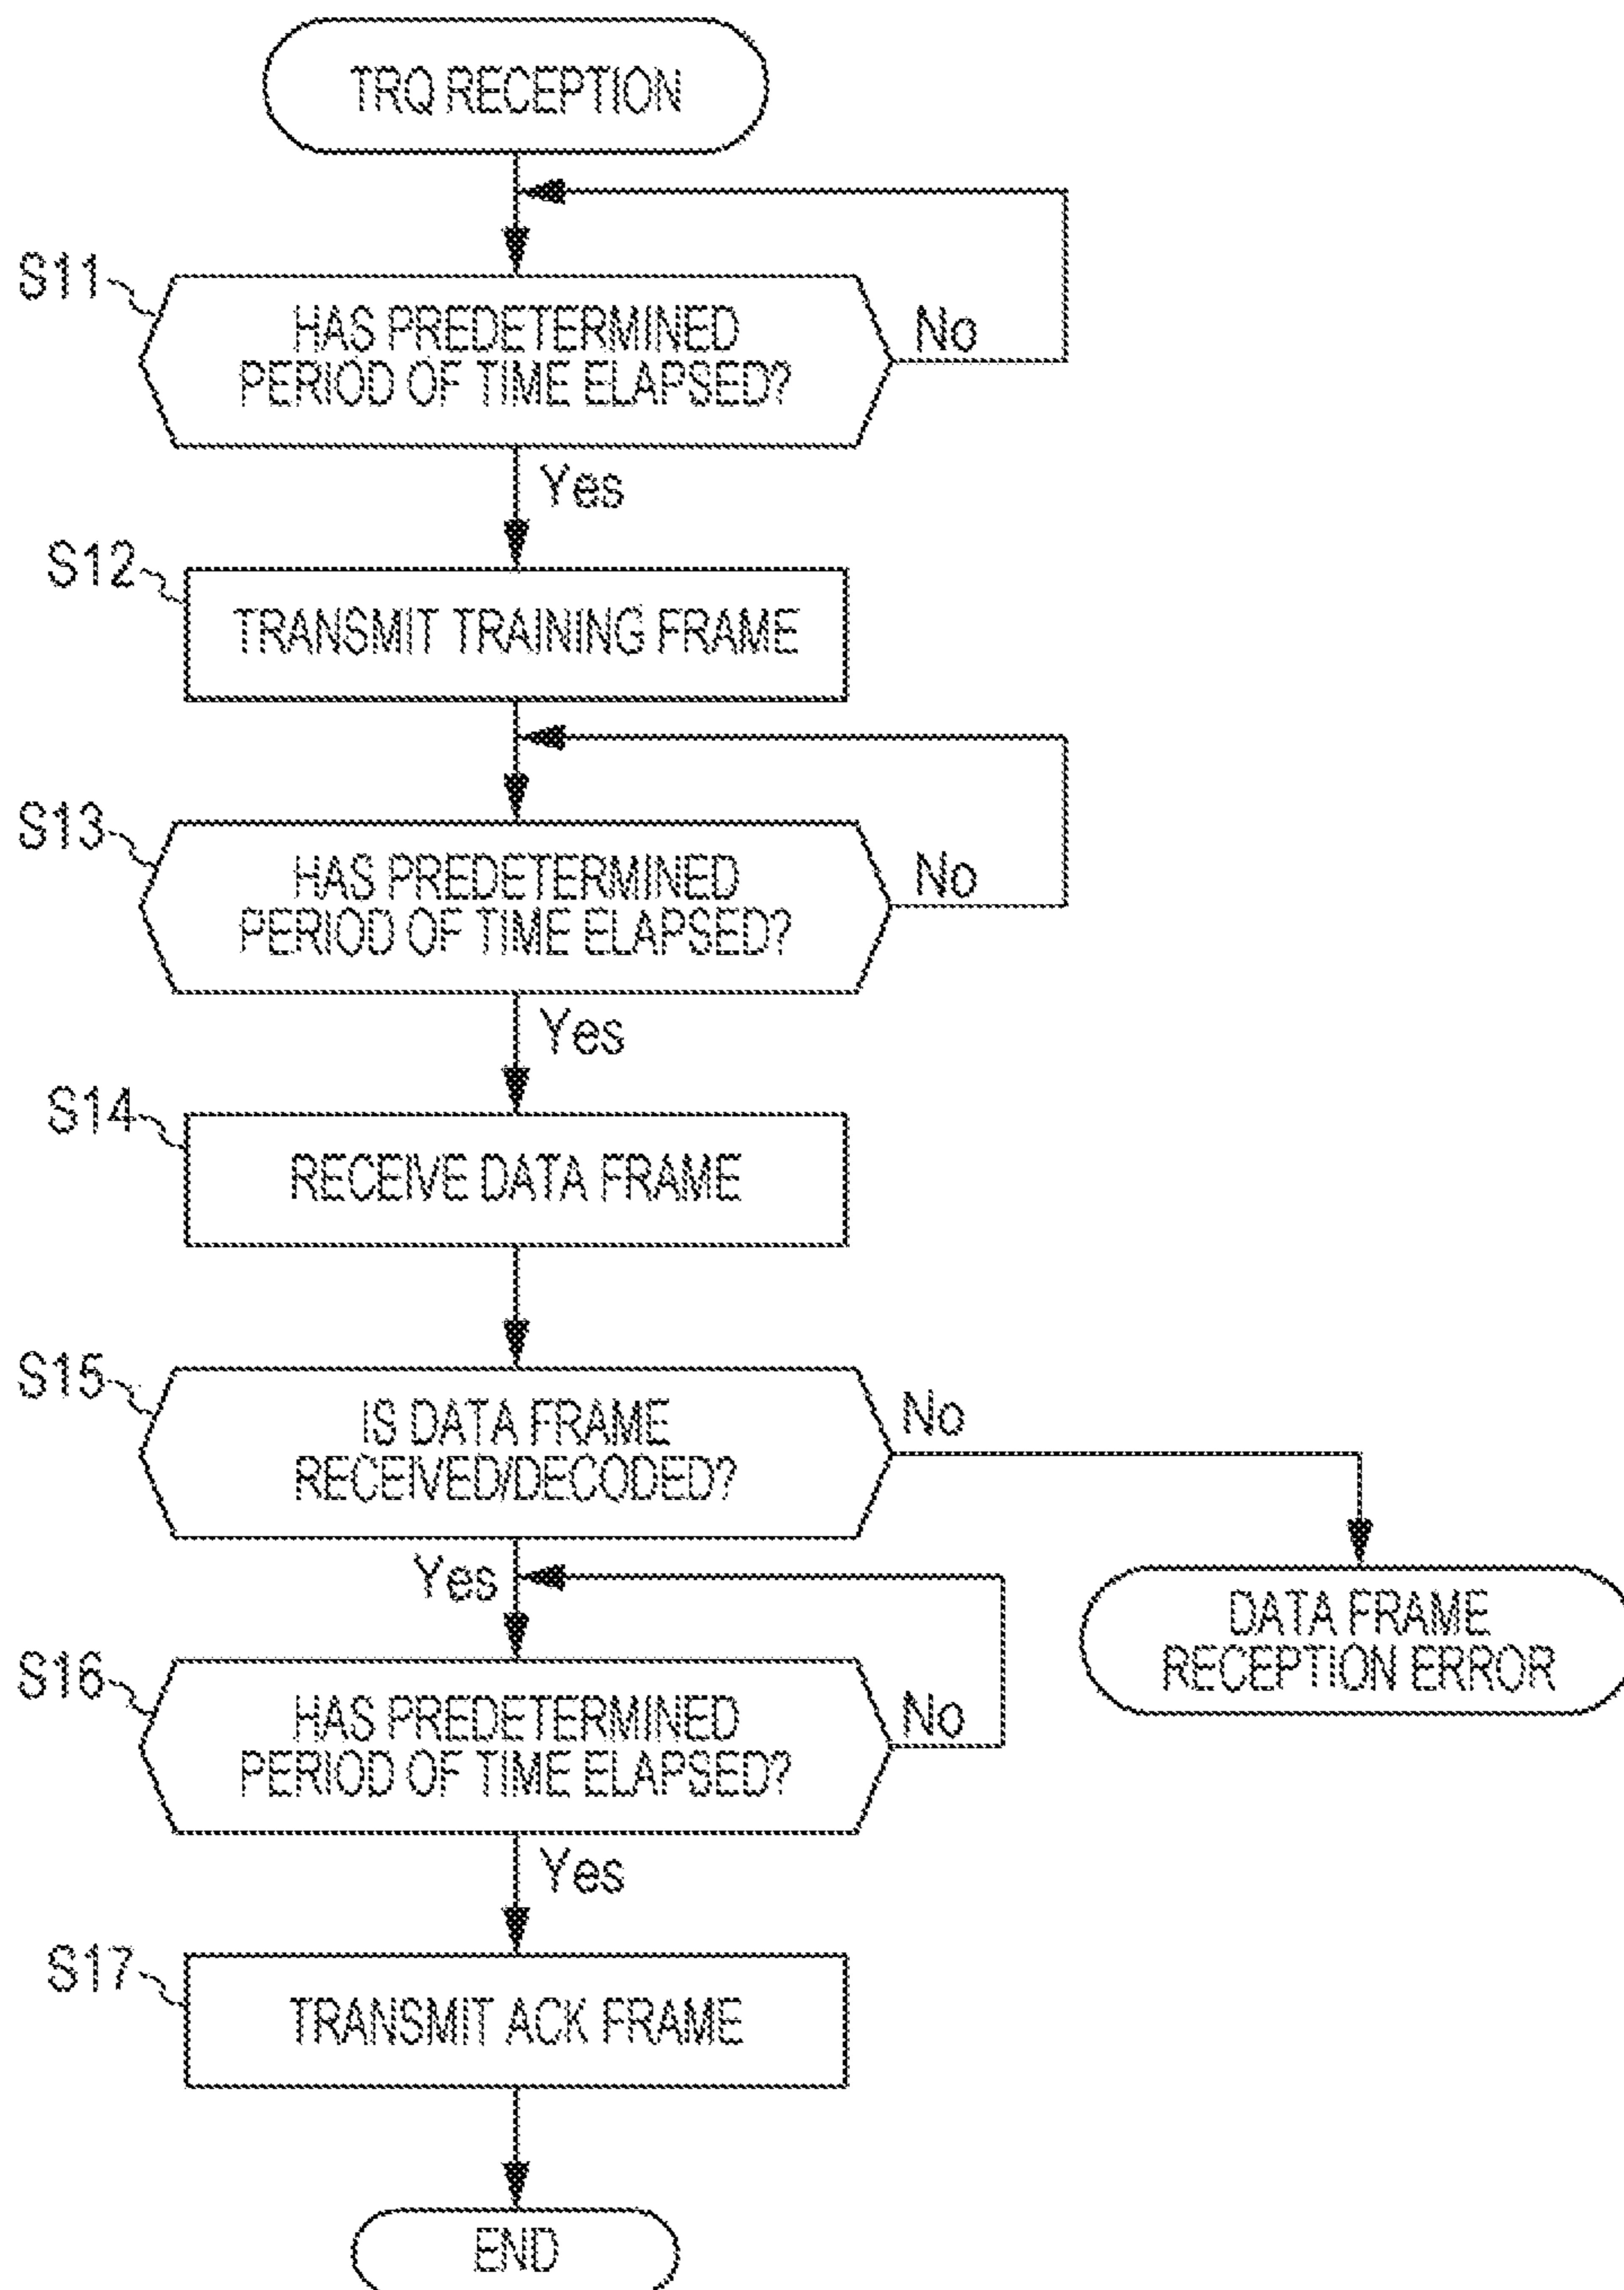 TRQ RECEPTION
S11
HAS PREDETERMINED
PERIOD OF TIME ELAPSED?
No
Yes
S12
TRANSMIT TRAINING FRAME
S13
HAS PREDETERMINED
PERIOD OF TIME ELAPSED?
No
Yes
S14
RECEIVE DATA FRAME
S15
IS DATA FRAME
RECEIVED/DECODED?
No
Yes
DATA FRAME
RECEPTION ERROR
S16
HAS PREDETERMINED
PERIOD OF TIME ELAPSED?
No
Yes
S17
TRANSMIT ACK FRAME
END